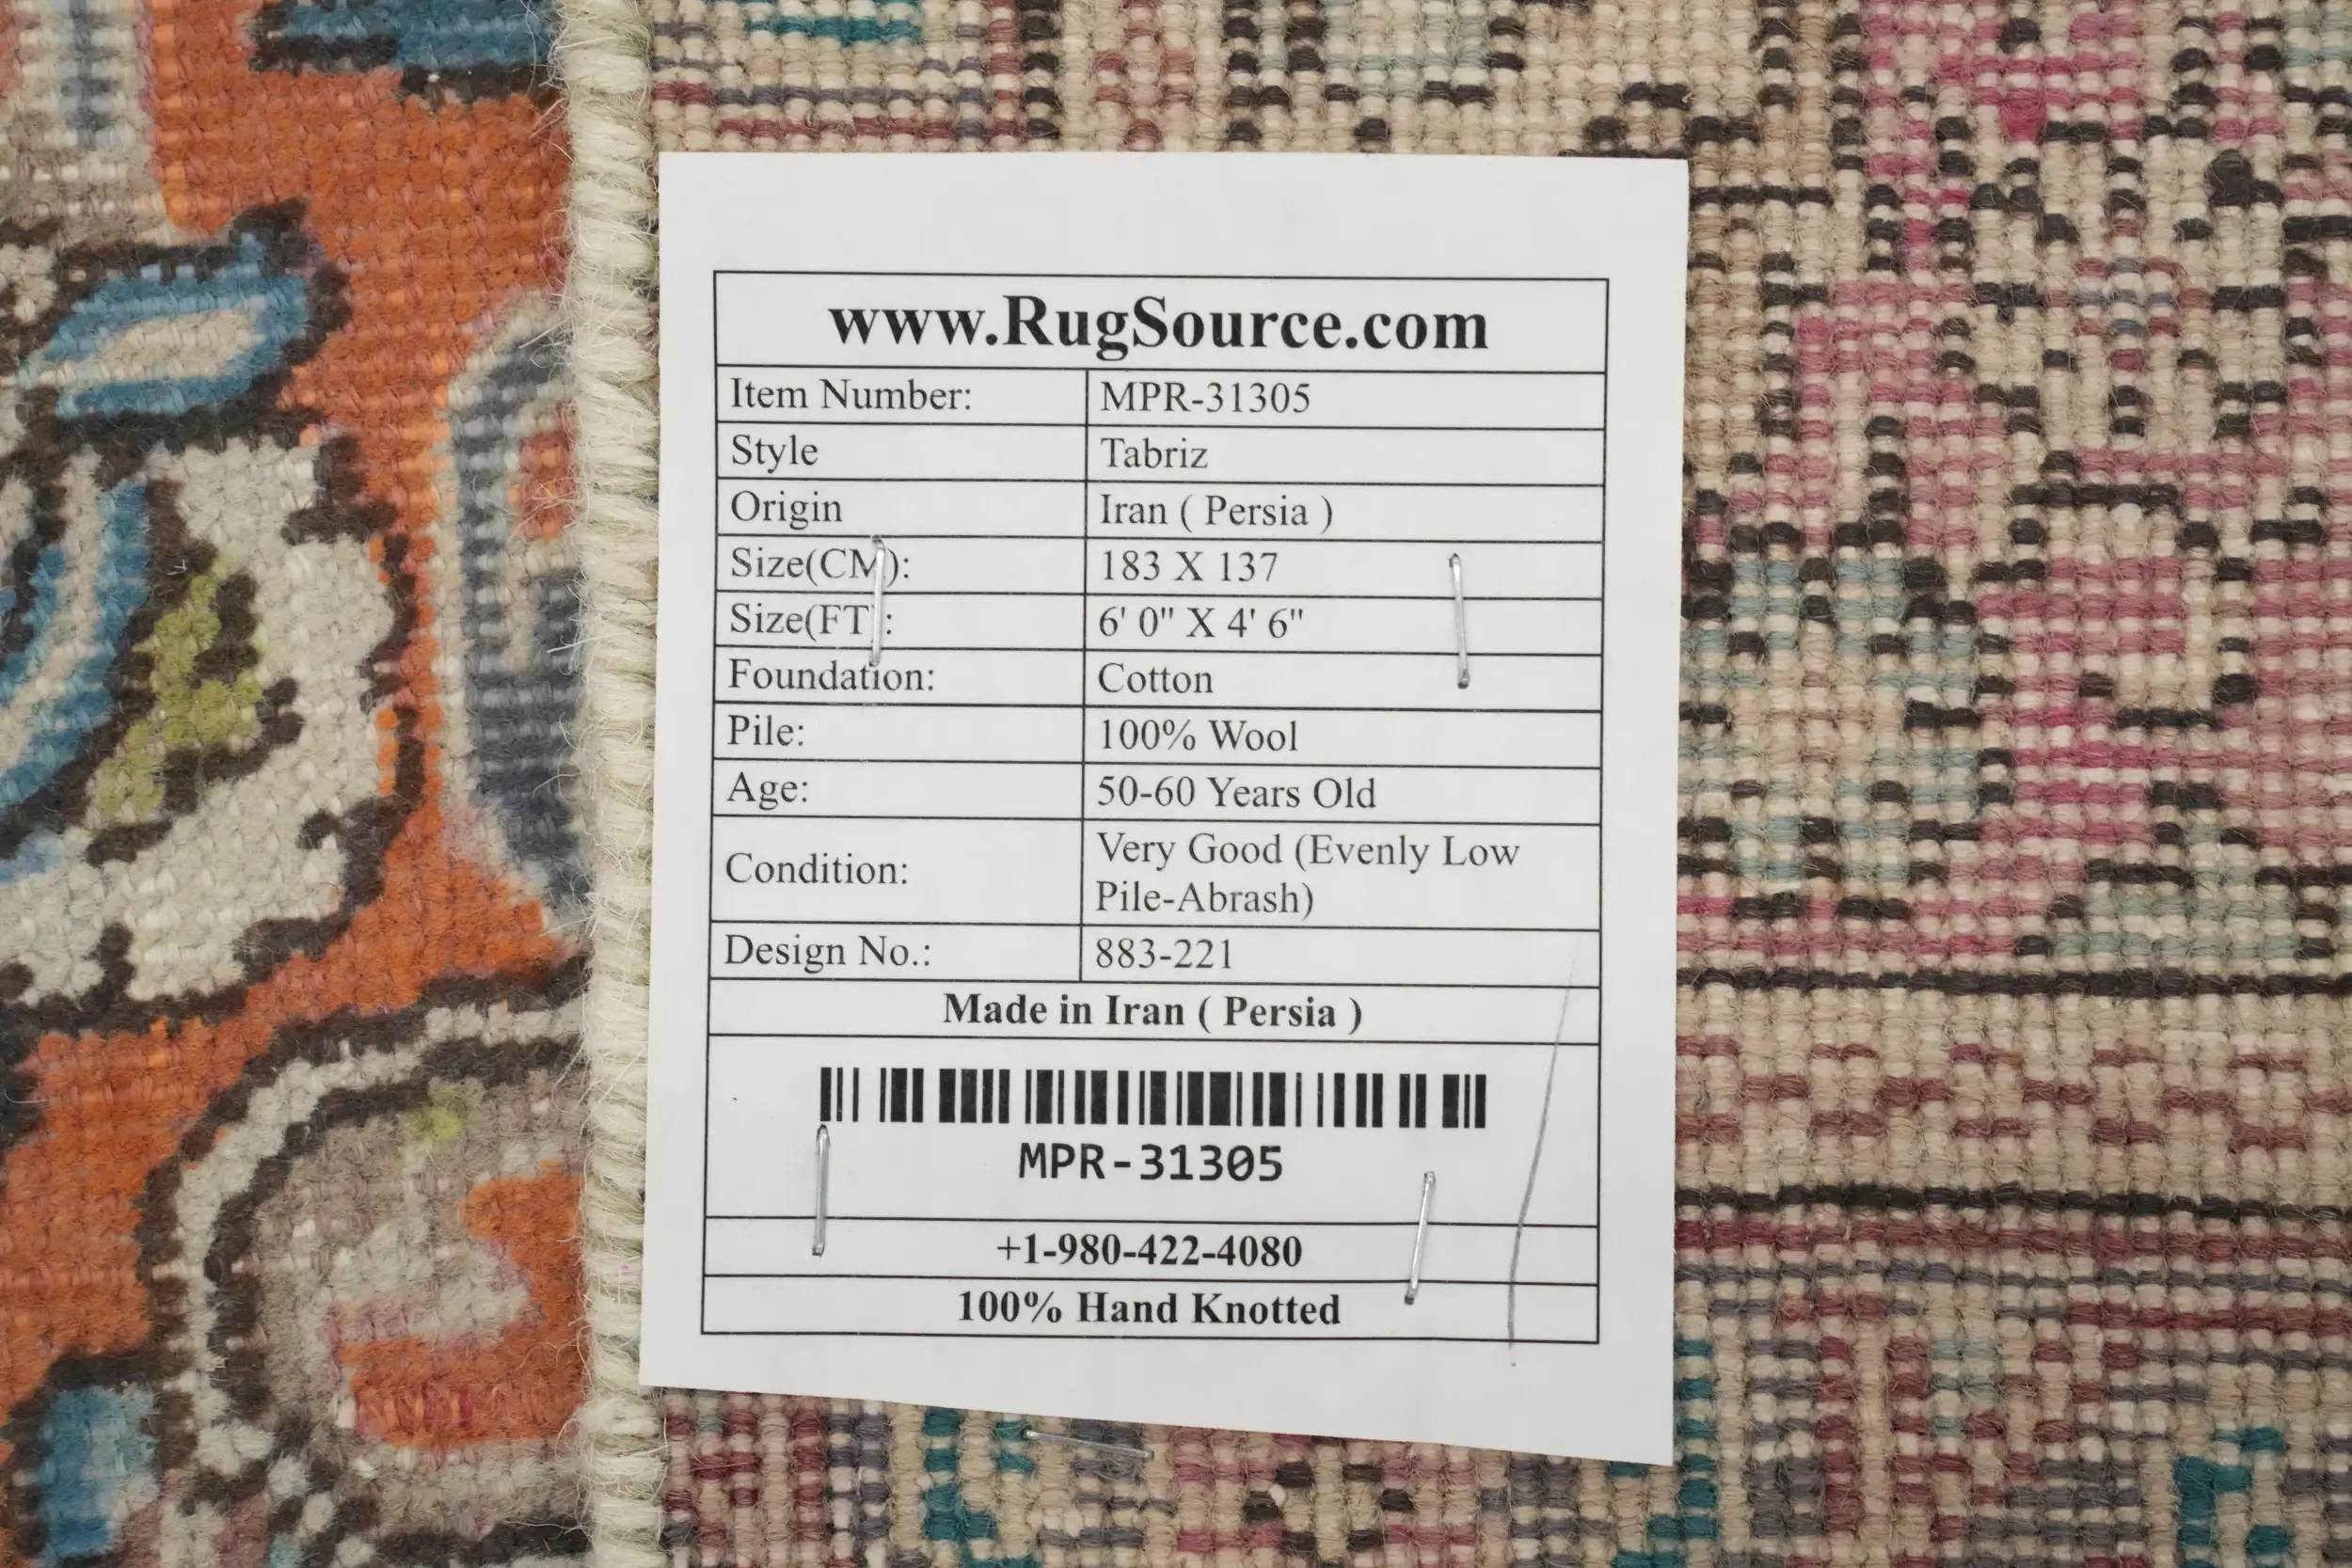 www.RugSource.com
Item Number: MPR-31305
Style Tabriz
Origin Iran ( Persia )
Size(CM): 183 X 137
Size(FT): 6' 0" X 4' 6"
Foundation: Cotton
Pile: 100% Wool
Age: 50-60 Years Old
Condition: Very Good (Evenly Low
Pile-Abrash)
Design No.: 883-221
Made in Iran ( Persia )
MPR-31305
+1-980-422-4080
100% Hand Knotted